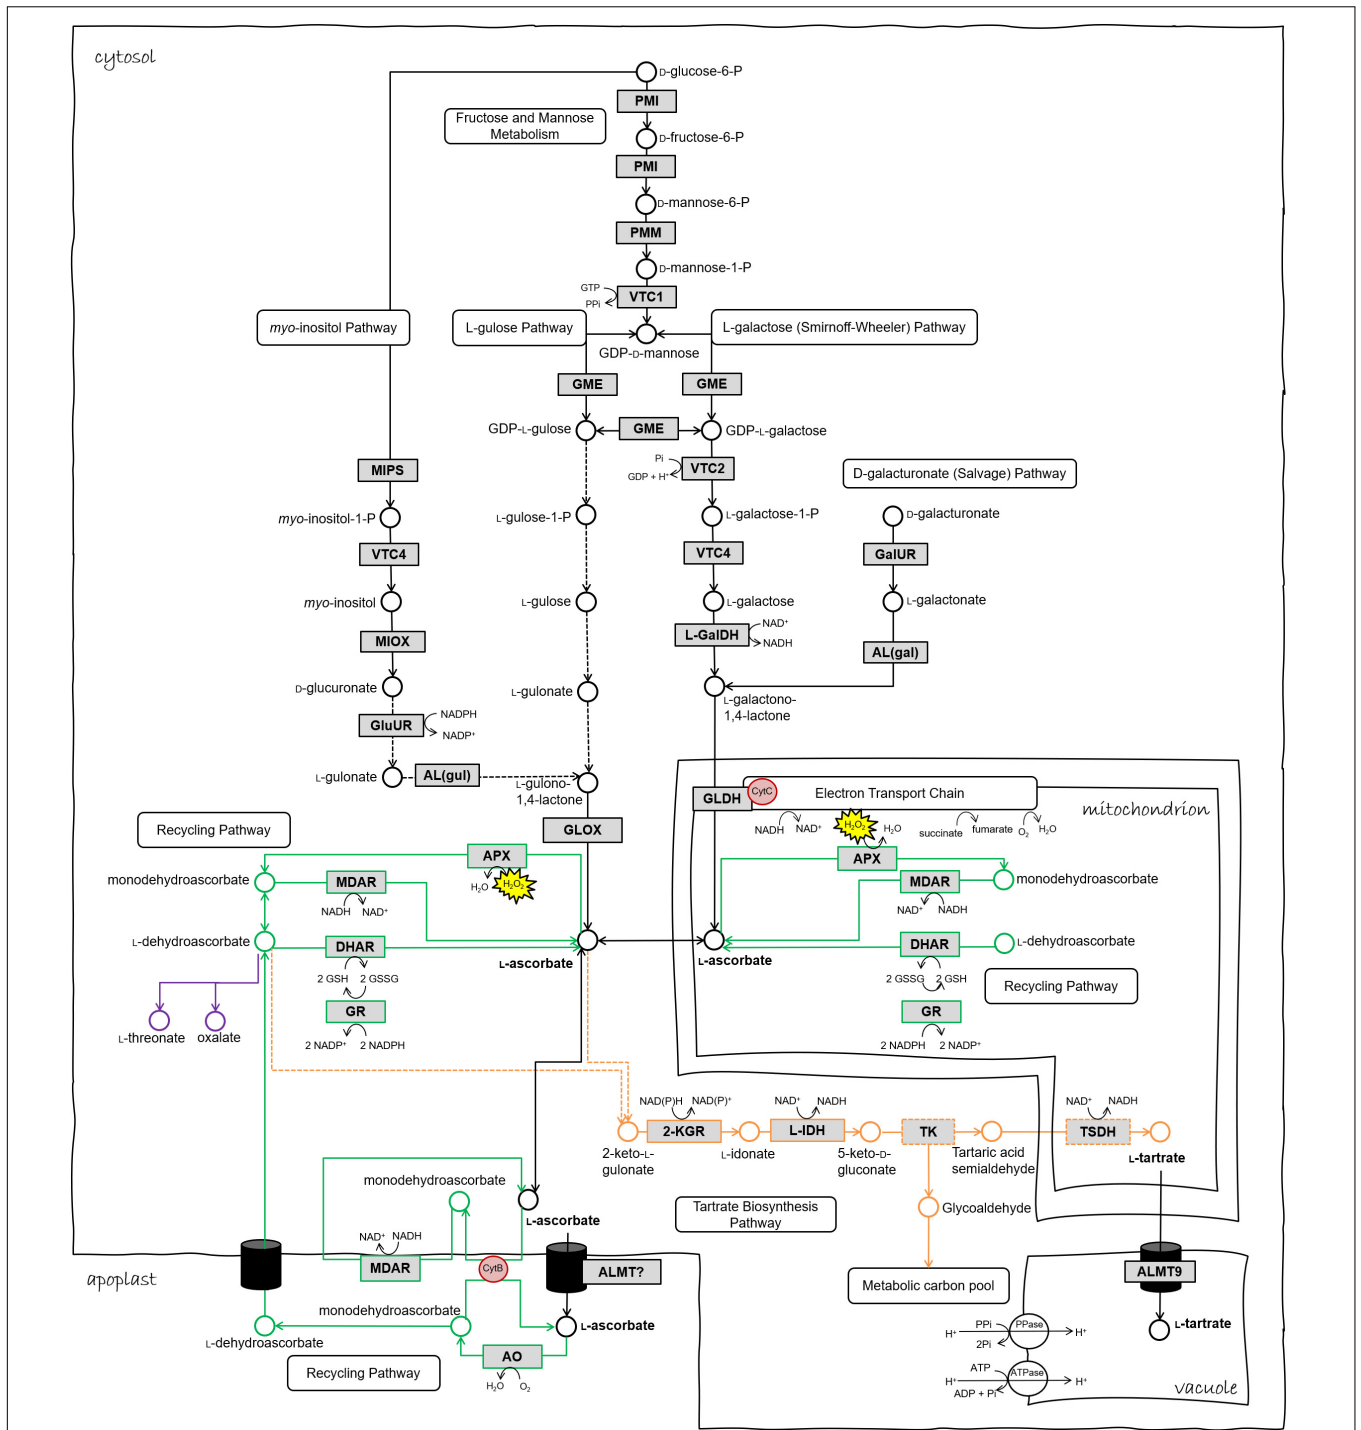 cytosol
D-glucose-6-P
PMI
Fructose and Mannose
Metabolism
D-fructose-6-P
PMI
D-mannose-6-P
PMM
D-mannose-1-P
GTP
PPi
VTC1
myo-inositol Pathway
L-gulose Pathway
L-galactose (Smirnoff-Wheeler) Pathway
GDP-D-mannose
GME
GME
GDP-L-gulose
GME
GDP-L-galactose
MIPS
Pi
GDP + H⁺
VTC2
D-galacturonate (Salvage) Pathway
myo-inositol-1-P
L-gulose-1-P
L-galactose-1-P
D-galacturonate
VTC4
VTC4
GalUR
myo-inositol
L-gulose
L-galactose
L-galactonate
MIOX
L-GalDH
NAD⁺
NADH
AL(gal)
D-glucuronate
L-gulonate
L-galactono-
1,4-lactone
GluUR
NADPH
NADP⁺
L-gulonate
AL(gul)
L-gulono-
1,4-lactone
GLDH
CytC
Electron Transport Chain
mitochondrion
NADH
NAD⁺
H₂O₂
H₂O
succinate
fumarate
O₂
H₂O
Recycling Pathway
GLOX
APX
H₂O
H₂O₂
APX
monodehydroascorbate
MDAR
NADH
NAD⁺
MDAR
NAD⁺
NADH
monodehydroascorbate
L-dehydroascorbate
DHAR
L-ascorbate
L-ascorbate
DHAR
L-dehydroascorbate
2 GSH
2 GSSG
2 GSSG
2 GSH
Recycling Pathway
GR
GR
L-threonate
oxalate
2 NADP⁺
2 NADPH
2 NADPH
2 NADP⁺
NAD(P)H
NAD(P)⁺
NAD⁺
NADH
NAD⁺
NADH
2-KGR
L-IDH
TK
TSDH
2-keto-L-
gulonate
L-idonate
5-keto-D-
gluconate
Tartaric acid
semialdehyde
L-tartrate
monodehydroascorbate
L-ascorbate
Tartrate Biosynthesis
Pathway
Glycoaldehyde
NAD⁺
NADH
MDAR
CytB
ALMT?
ALMT9
apoplast
Metabolic carbon pool
monodehydroascorbate
L-ascorbate
L-dehydroascorbate
L-tartrate
H⁺
PPi
2Pi
PPase
H⁺
Recycling Pathway
AO
H₂O
O₂
H⁺
ATP
ADP + Pi
ATPase
H⁺
vacuole